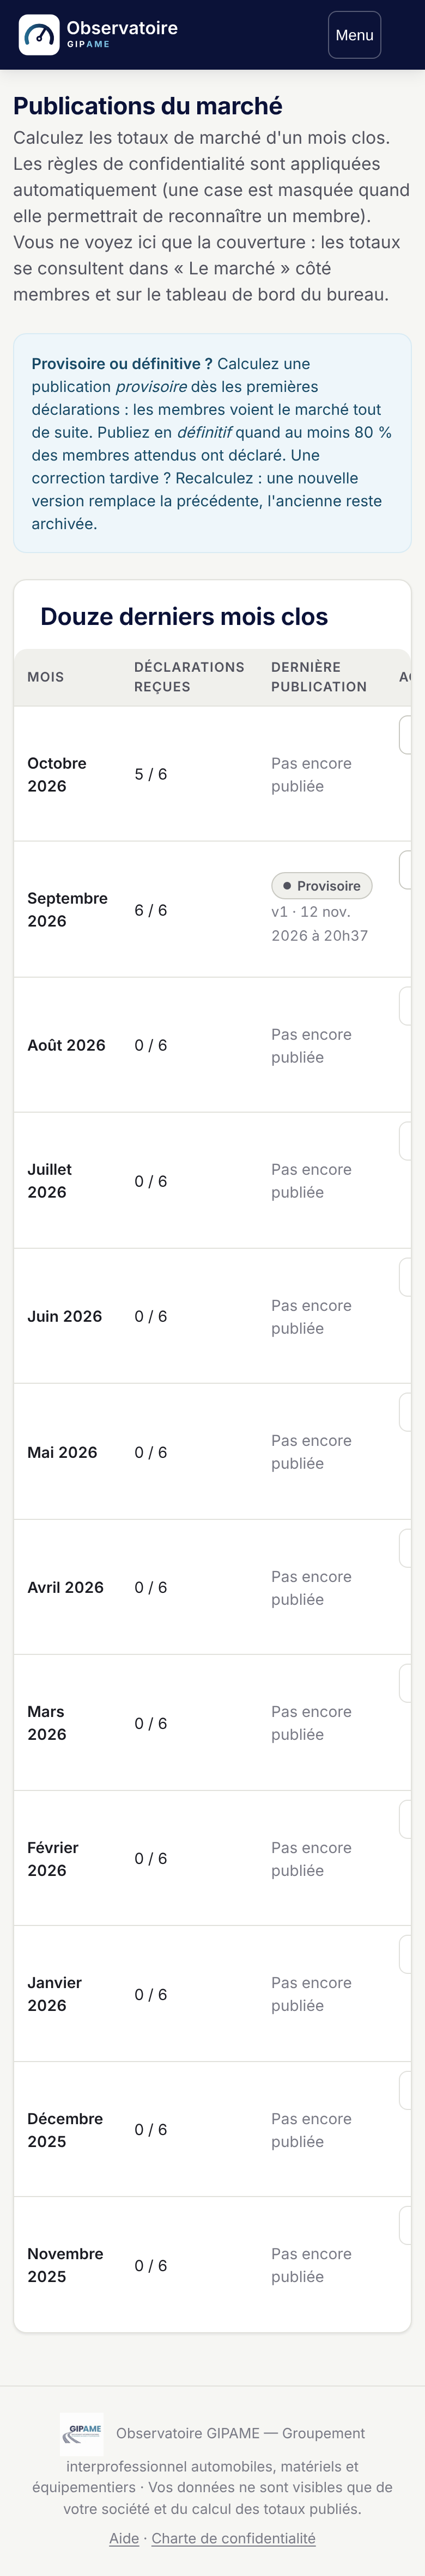 Observatoire
GIPAME
Menu
Publications du marché
Calculez les totaux de marché d'un mois clos.
Les règles de confidentialité sont appliquées
automatiquement (une case est masquée quand
elle permettrait de reconnaître un membre).
Vous ne voyez ici que la couverture : les totaux
se consultent dans « Le marché » côté
membres et sur le tableau de bord du bureau.
Provisoire ou définitive ? Calculez une
publication provisoire dès les premières
déclarations : les membres voient le marché tout
de suite. Publiez en définitif quand au moins 80 %
des membres attendus ont déclaré. Une
correction tardive ? Recalculez : une nouvelle
version remplace la précédente, l'ancienne reste
archivée.
Douze derniers mois clos
MOIS
DÉCLARATIONS
REÇUES
DERNIÈRE
PUBLICATION
Octobre
2026
5 / 6
Pas encore
publiée
Septembre
2026
6 / 6
Provisoire
v1 · 12 nov.
2026 à 20h37
Août 2026
0 / 6
Pas encore
publiée
Juillet
2026
0 / 6
Pas encore
publiée
Juin 2026
0 / 6
Pas encore
publiée
Mai 2026
0 / 6
Pas encore
publiée
Avril 2026
0 / 6
Pas encore
publiée
Mars
2026
0 / 6
Pas encore
publiée
Février
2026
0 / 6
Pas encore
publiée
Janvier
2026
0 / 6
Pas encore
publiée
Décembre
2025
0 / 6
Pas encore
publiée
Novembre
2025
0 / 6
Pas encore
publiée
GIPAME
Observatoire GIPAME — Groupement
interprofessionnel automobiles, matériels et
équipementiers · Vos données ne sont visibles que de
votre société et du calcul des totaux publiés.
Aide · Charte de confidentialité